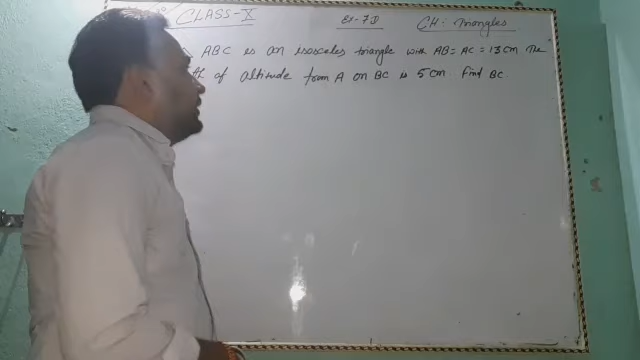 CLASS-X Ex-7D CH: Triangles
ABC is an isosceles triangle with AB = AC = 13 cm The
of altitude from A on BC is 5 cm. Find BC.